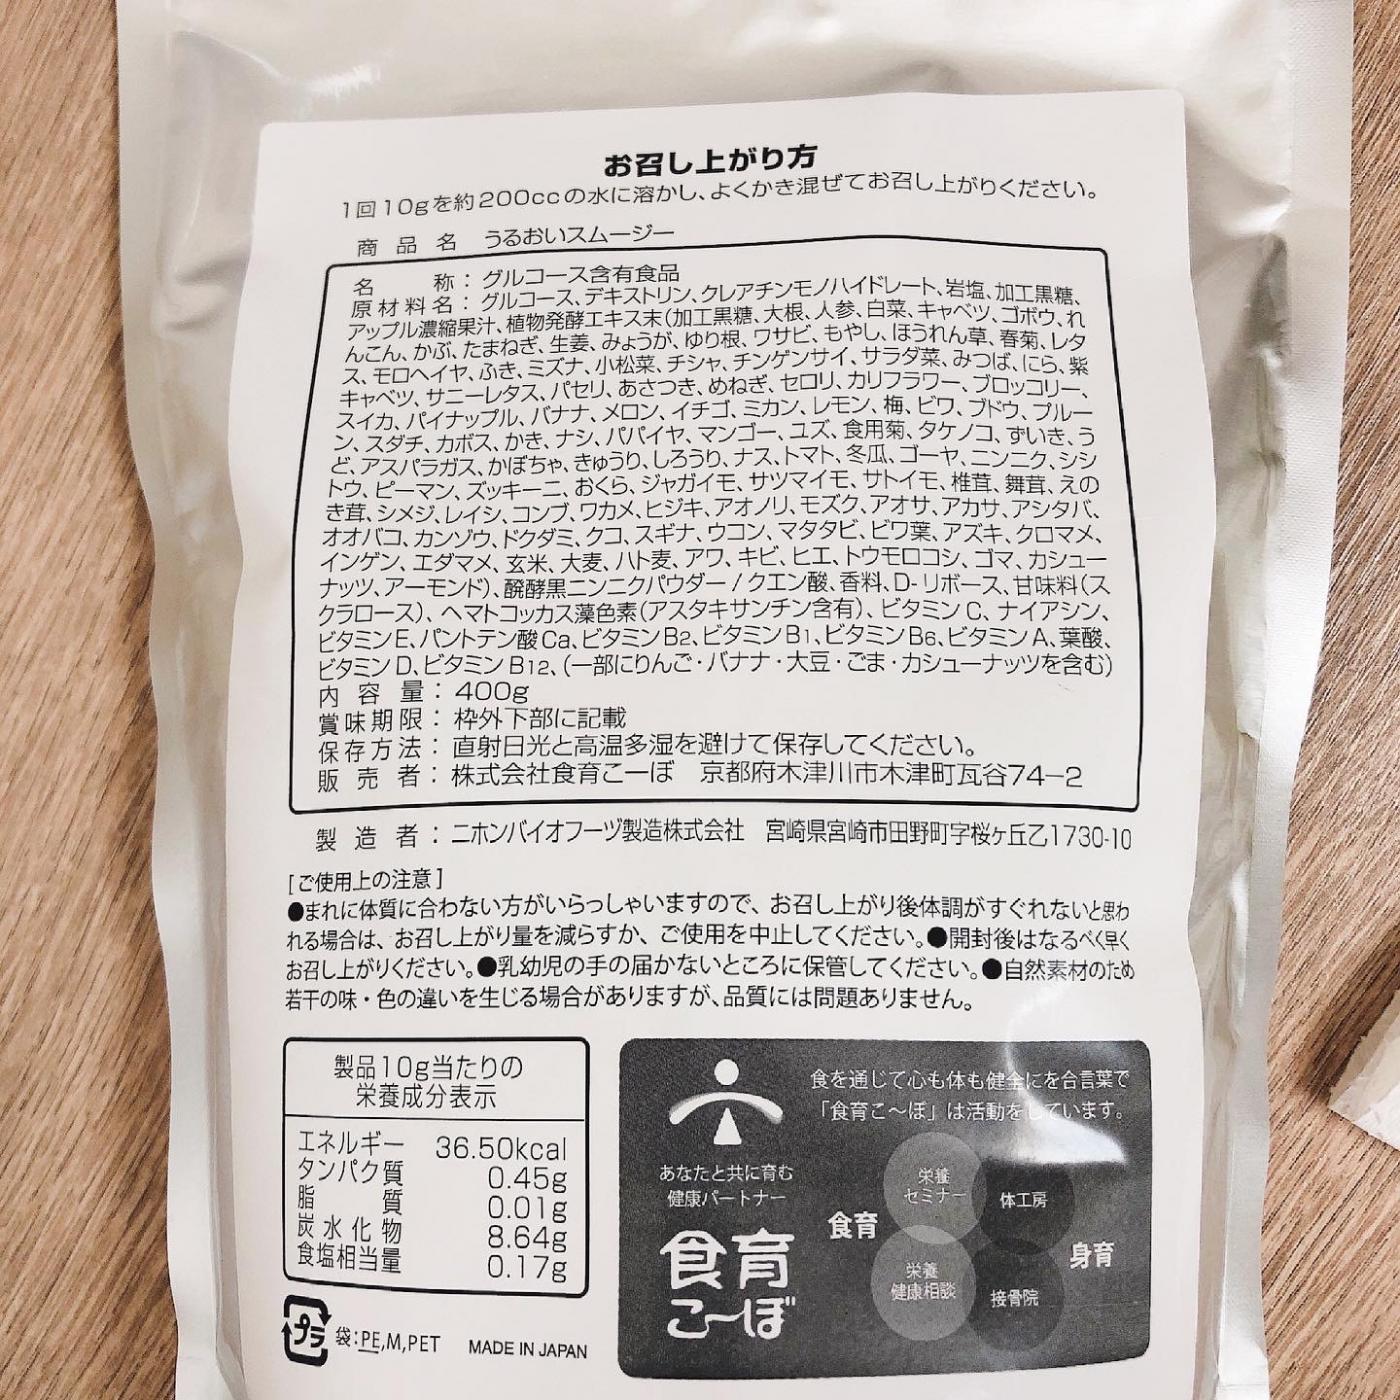 お召し上がり方
1回10gを約200ccの水に溶かし、よくかき混ぜてお召し上がりください。
商品名 うるおいスムージー
名称：グルコース含有食品
原材料名：グルコース、デキストリン、クレアチンモノハイドレート、岩塩、加工黒糖、
アップル濃縮果汁、植物発酵エキス末（加工黒糖、大根、人参、白菜、キャベツ、ゴボウ、れ
んこん、かぶ、たまねぎ、生姜、みょうが、ゆり根、ワサビ、もやし、ほうれん草、春菊、レタ
ス、モロヘイヤ、ふき、ミズナ、小松菜、チシャ、チンゲンサイ、サラダ菜、みつば、にら、紫
キャベツ、サニーレタス、パセリ、あさつき、めねぎ、セロリ、カリフラワー、ブロッコリー、
スイカ、パイナップル、バナナ、メロン、イチゴ、ミカン、レモン、梅、ビワ、ブドウ、プルー
ン、スダチ、カボス、かき、ナシ、パパイヤ、マンゴー、ユズ、食用菊、タケノコ、ずいき、う
ど、アスパラガス、かぼちゃ、きゅうり、しろうり、ナス、トマト、冬瓜、ゴーヤ、ニンニク、シシ
トウ、ピーマン、ズッキーニ、おくら、ジャガイモ、サツマイモ、サトイモ、椎茸、舞茸、えの
き茸、シメジ、レイシ、コンブ、ワカメ、ヒジキ、アオノリ、モズク、アオサ、アカサ、アシタバ、
オオバコ、カンゾウ、ドクダミ、クコ、スギナ、ウコン、マタタビ、ビワ葉、アズキ、クロマメ、
インゲン、エダマメ、玄米、大麦、ハト麦、アワ、キビ、ヒエ、トウモロコシ、ゴマ、カシュー
ナッツ、アーモンド）、醗酵黒ニンニクパウダー / クエン酸、香料、D-リボース、甘味料（ス
クラロース）、ヘマトコッカス藻色素（アスタキサンチン含有）、ビタミンC、ナイアシン、
ビタミンE、パントテン酸Ca、ビタミンB2、ビタミンB1、ビタミンB6、ビタミンA、葉酸、
ビタミンD、ビタミンB12、（一部にりんご・バナナ・大豆・ごま・カシューナッツを含む）
内容量：400g
賞味期限：枠外下部に記載
保存方法：直射日光と高温多湿を避けて保存してください。
販売者：株式会社食育こーぼ 京都府木津川市木津町瓦谷74−2
製造者：ニホンバイオフーヅ製造株式会社 宮崎県宮崎市田野町字桜ヶ丘乙1730-10
[ご使用上の注意]
●まれに体質に合わない方がいらっしゃいますので、お召し上がり後体調がすぐれないと思わ
れる場合は、お召し上がり量を減らすか、ご使用を中止してください。●開封後はなるべく早く
お召し上がりください。●乳幼児の手の届かないところに保管してください。●自然素材のため
若干の味・色の違いを生じる場合がありますが、品質には問題ありません。
製品10g当たりの
栄養成分表示
エネルギー 36.50kcal
タンパク質 0.45g
脂質 0.01g
炭水化物 8.64g
食塩相当量 0.17g
プラ 袋：PE,M,PET MADE IN JAPAN
食を通じて心も体も健全にを合言葉で
「食育こ〜ぼ」は活動をしています。
あなたと共に育む
健康パートナー
食育
こ〜ぼ
栄養
セミナー
体工房
食育
身育
栄養
健康相談
接骨院